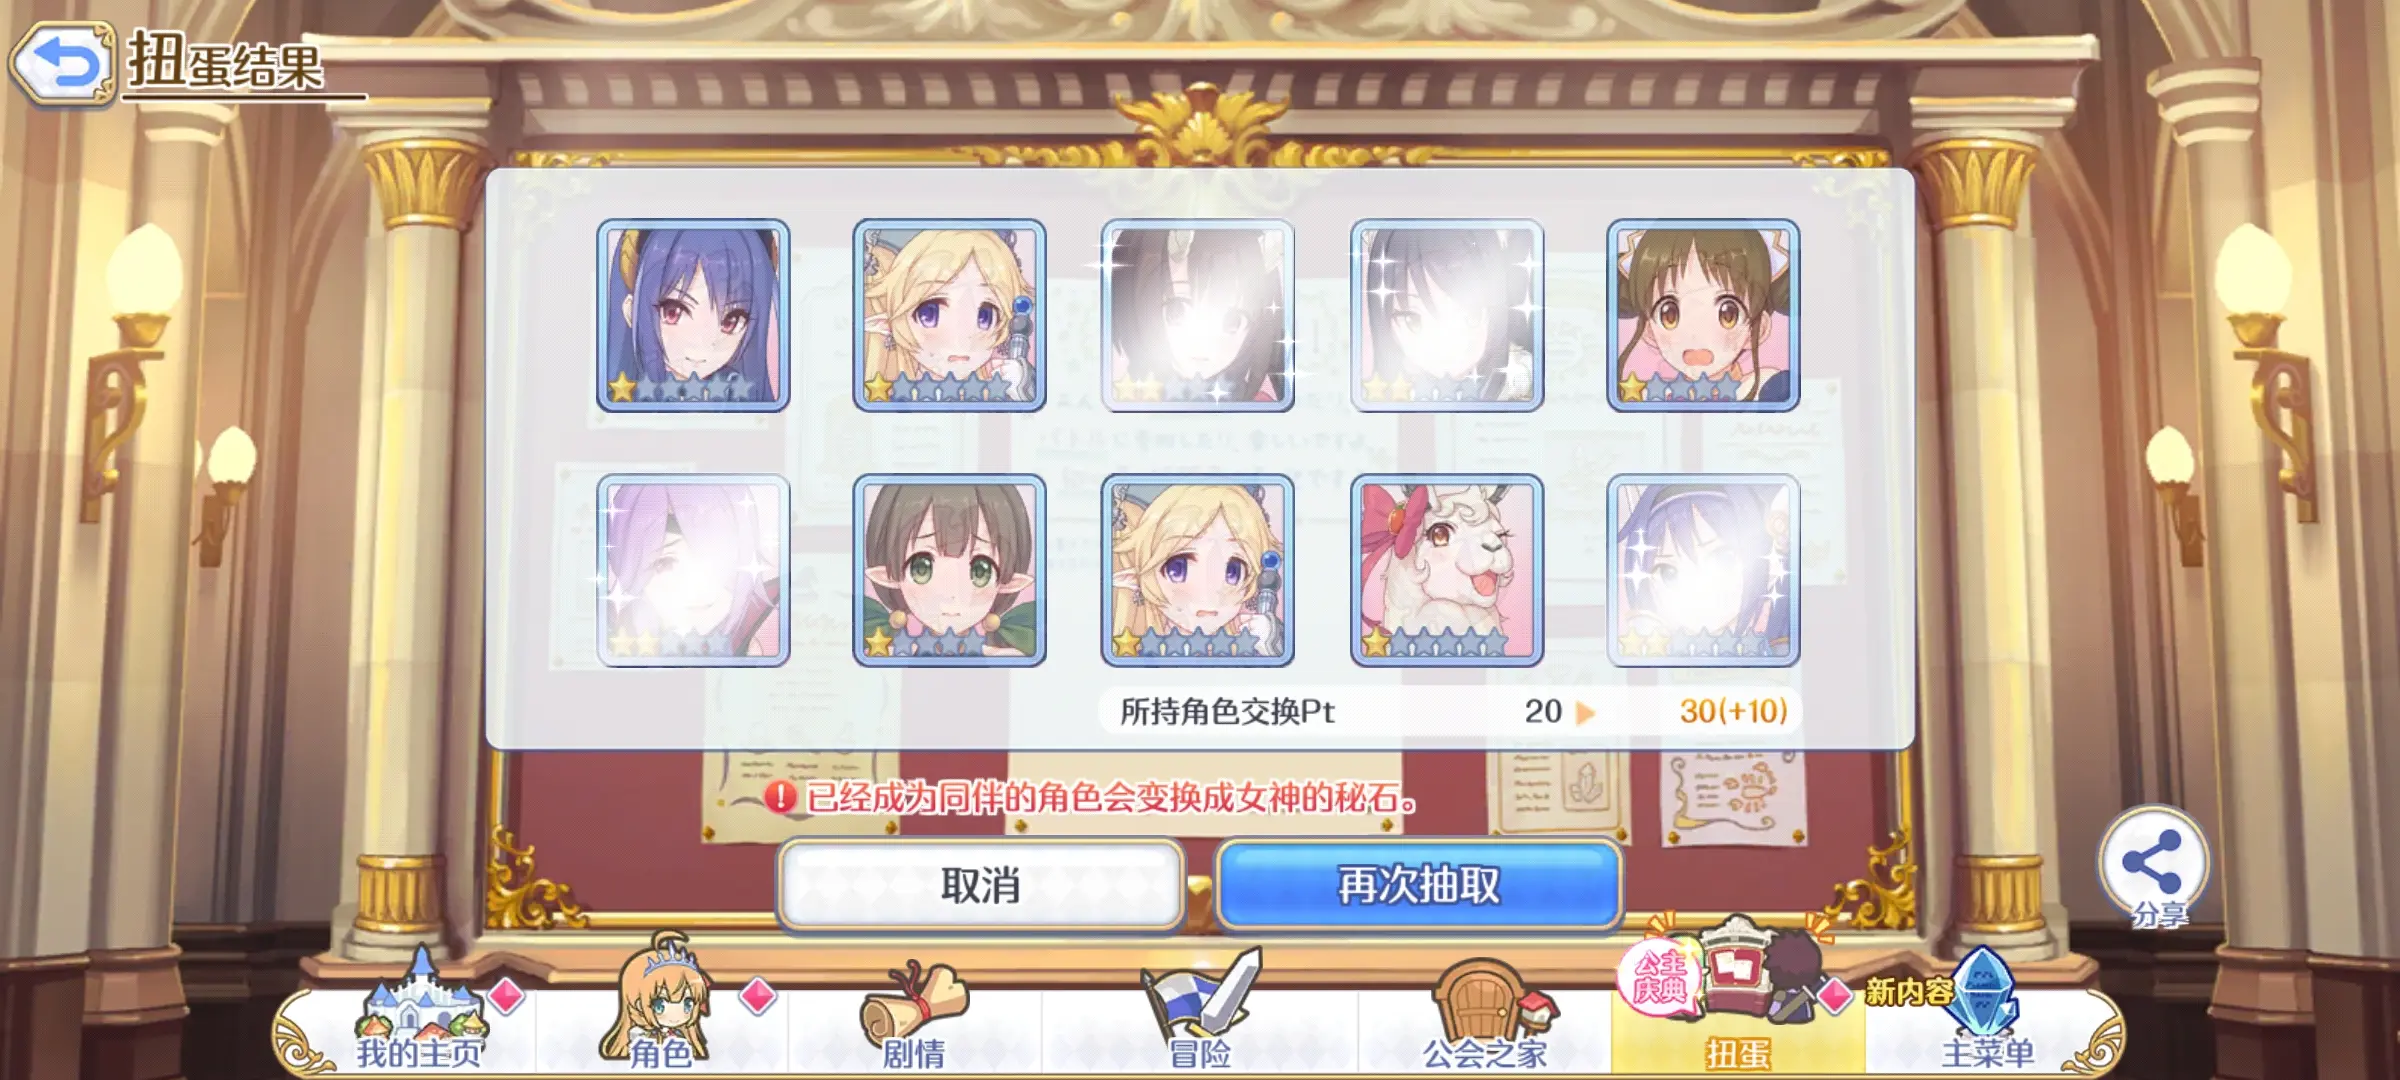 扭蛋结果
所持角色交换Pt 20 30(+10)
! 已经成为同伴的角色会变换成女神的秘石。
取消
再次抽取
分享
公主
庆典
新内容
我的主页
角色
剧情
冒险
公会之家
扭蛋
主菜单